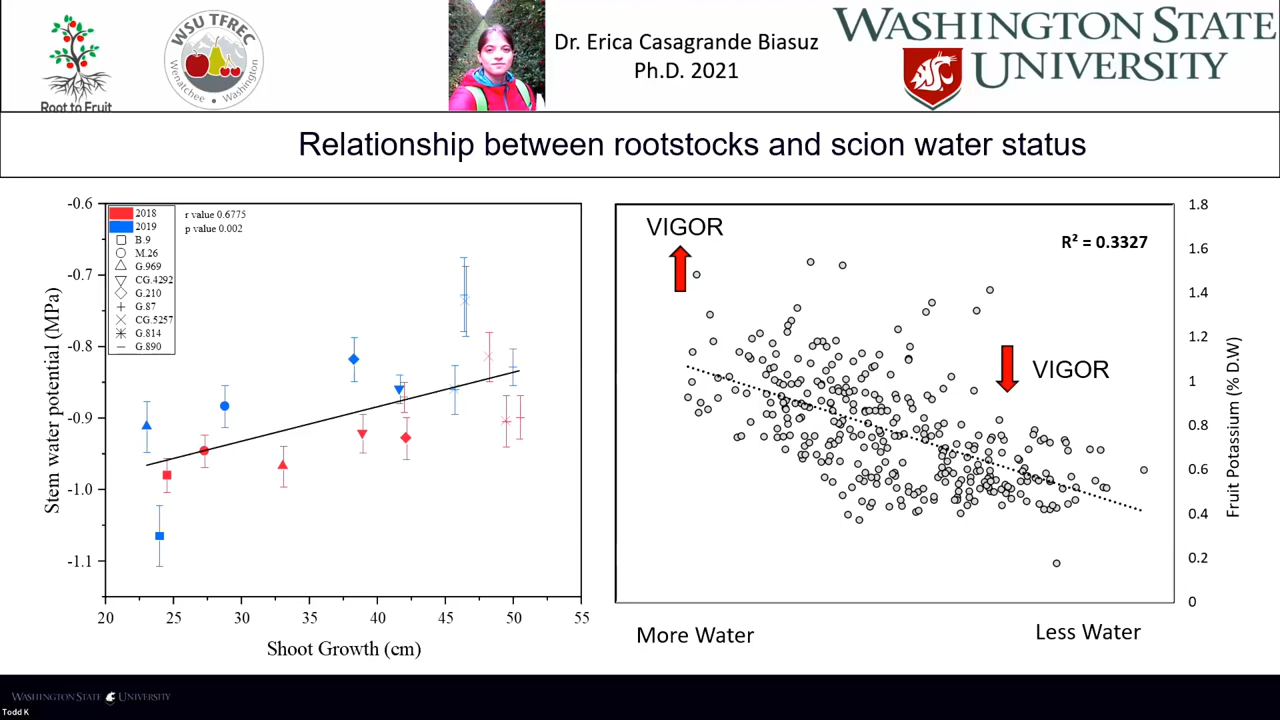 Root to Fruit
WSU TFREC
Wenatchee • Washington
Dr. Erica Casagrande Biasuz
Ph.D. 2021
WASHINGTON STATE
UNIVERSITY
Relationship between rootstocks and scion water status
2018
2019
B.9
M.26
G.969
CG.4292
G.210
G.87
CG.5257
G.814
G.890
r value 0.6775
p value 0.002
Stem water potential (MPa)
-0.6
-0.7
-0.8
-0.9
-1.0
-1.1
20 25 30 35 40 45 50 55
Shoot Growth (cm)
VIGOR
R² = 0.3327
VIGOR
1.8
1.6
1.4
1.2
1
0.8
0.6
0.4
0.2
0
Fruit Potassium (% D.W)
More Water
Less Water
WASHINGTON STATE UNIVERSITY
Todd K